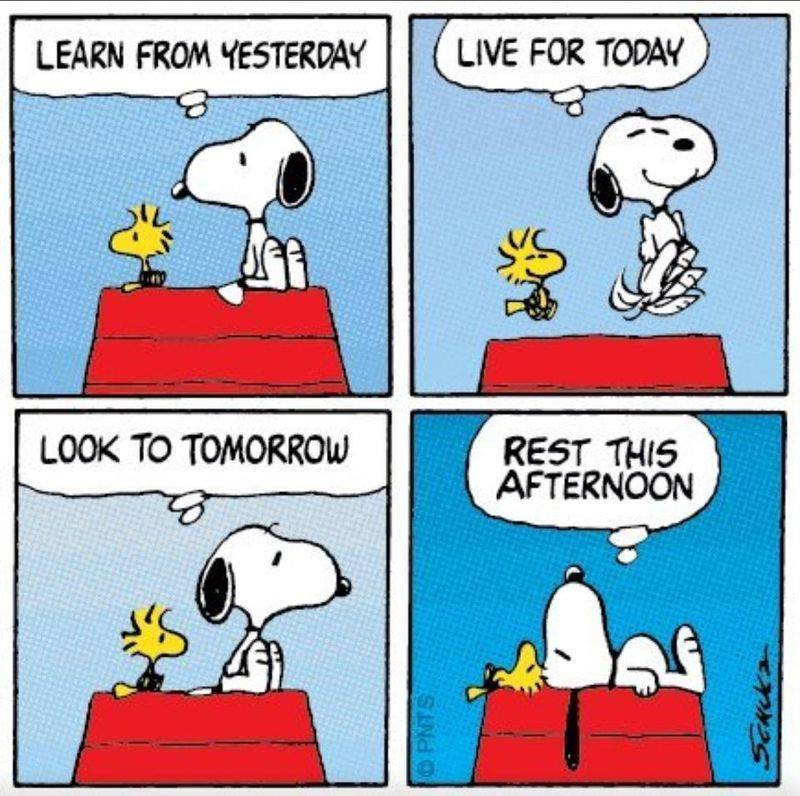 LEARN FROM YESTERDAY
LIVE FOR TODAY
LOOK TO TOMORROW
REST THIS
AFTERNOON
© PNTS
SCHULZ